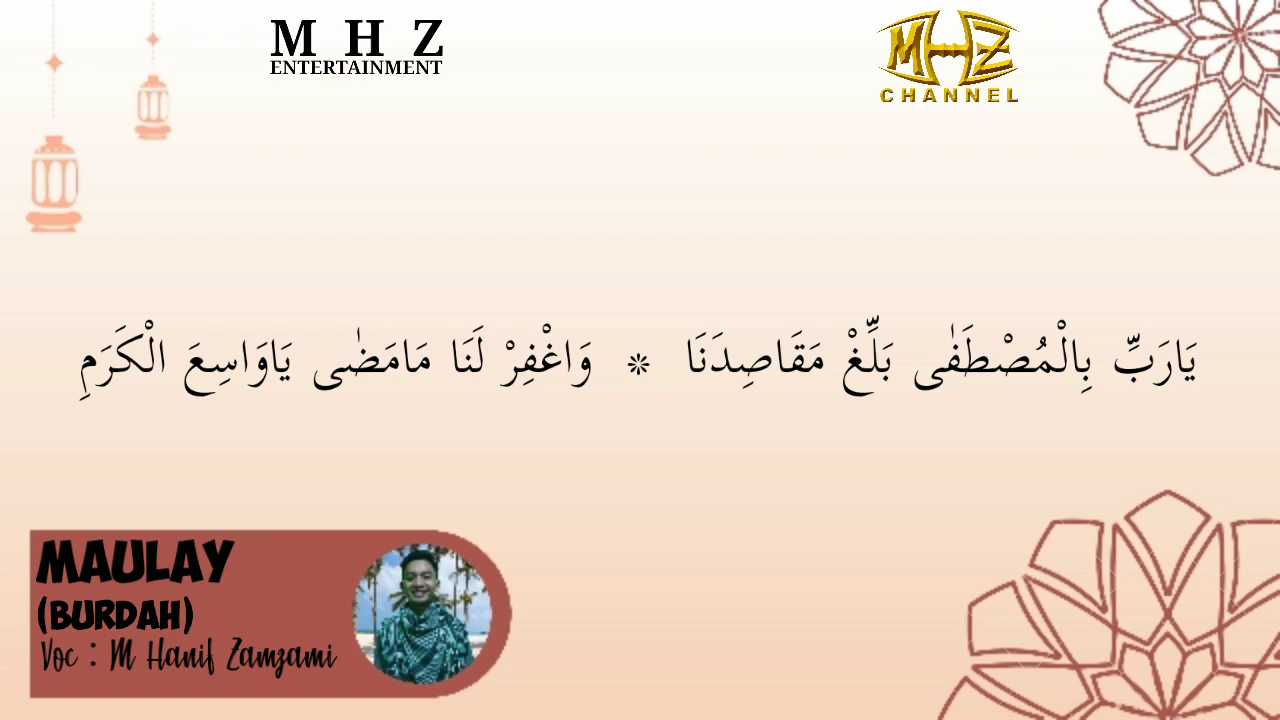 M H Z
ENTERTAINMENT
MHZ
CHANNEL
يَارَبِّ بِالْمُصْطَفٰى بَلِّغْ مَقَاصِدَنَا ۞ وَاغْفِرْ لَنَا مَامَضٰى يَاوَاسِعَ الْكَرَمِ
MAULAY
(BURDAH)
Voc : M Hanif Zamzami